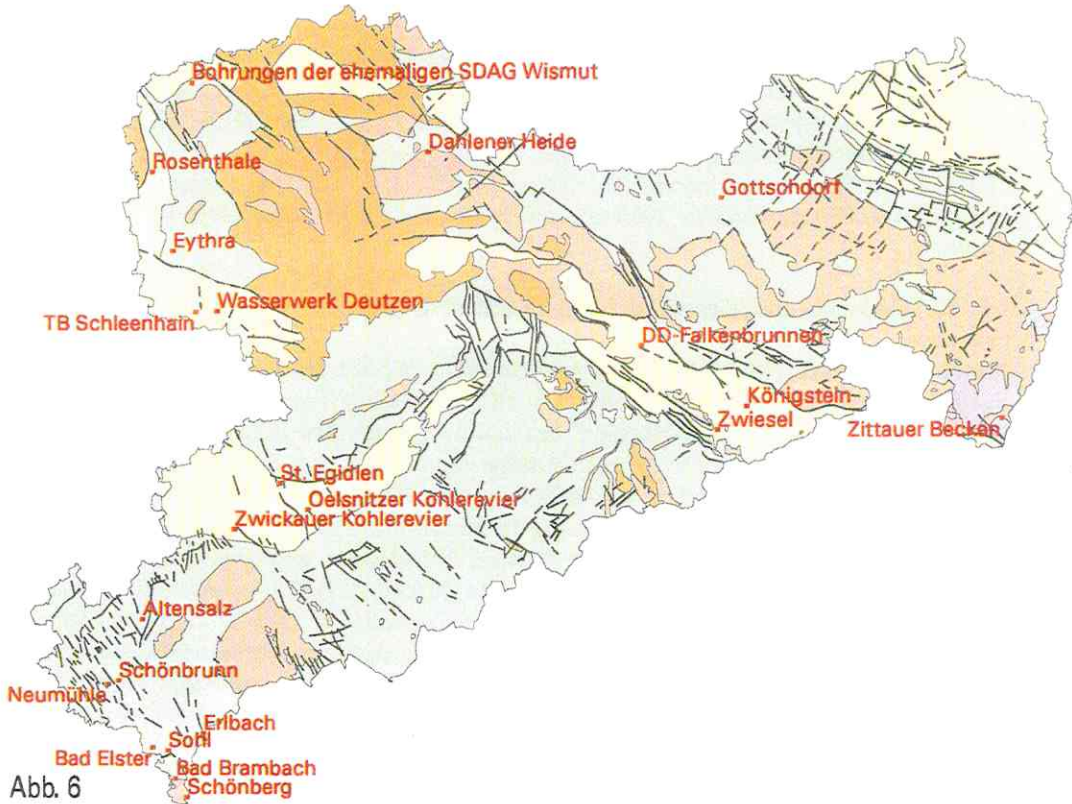 Bohrungen der ehemaligen SDAG Wismut
Dahlener Heide
Rosenthale
Gottschdorf
Eythra
Wasserwerk Deutzen
TB Schleenhain
DD-Falkenbrunnen
Königstein
Zwiesel
Zittauer Becken
St. Egidien
Oelsnitzer Kohlerevier
Zwickauer Kohlerevier
Altensalz
Schönbrunn
Neumühle
Erlbach
Sohl
Bad Elster
Bad Brambach
Schönberg
Abb. 6